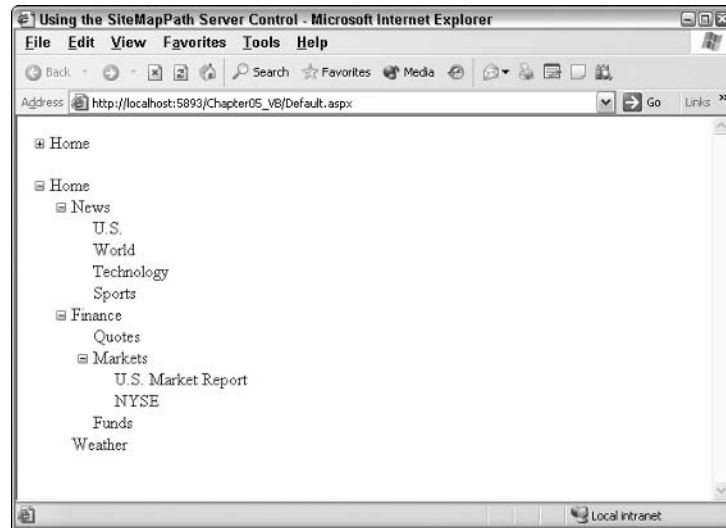 Using the SiteMapPath Server Control - Microsoft Internet Explorer
File Edit View Favorites Tools Help
Back Search Favorites Media
Address http://localhost:5893/Chapter05_VB/Default.aspx Go Links »
Home
Home
News
U.S.
World
Technology
Sports
Finance
Quotes
Markets
U.S. Market Report
NYSE
Funds
Weather
Local intranet